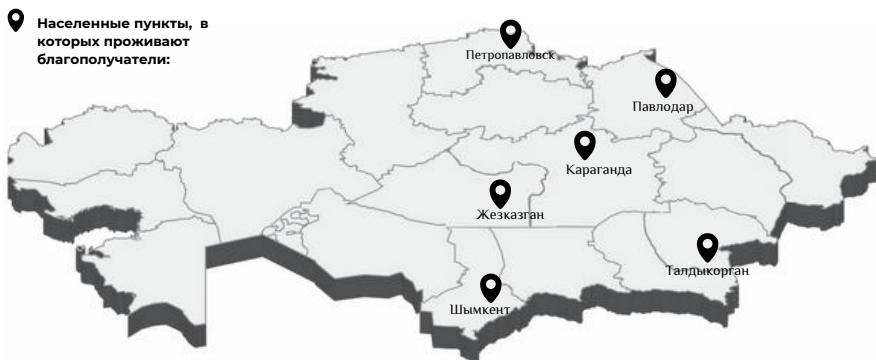 Населенные пункты, в
которых проживают
благополучатели:
Петропавловск
Павлодар
Караганда
Жезказган
Талдыкорган
Шымкент